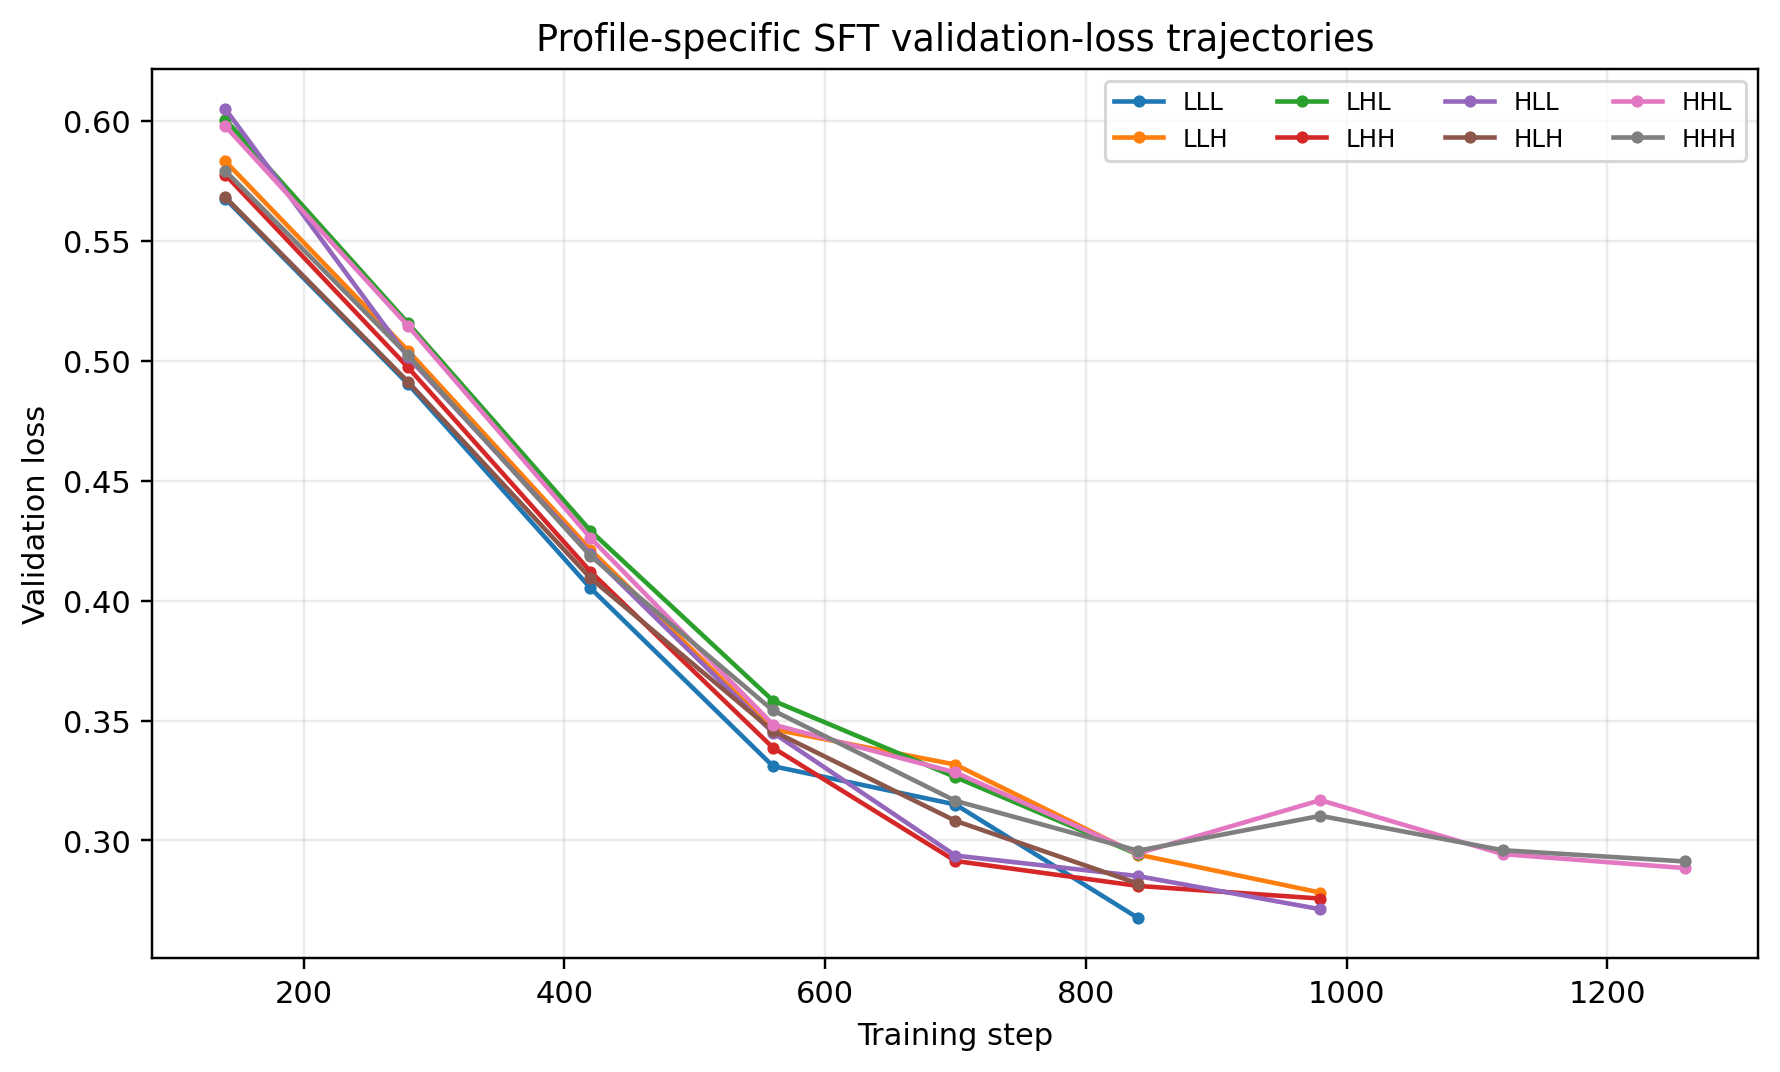 Profile-specific SFT validation-loss trajectories
LLL LHL HLL HHL
LLH LHH HLH HHH
0.60
0.55
0.50
0.45
0.40
0.35
0.30
Validation loss
200 400 600 800 1000 1200
Training step